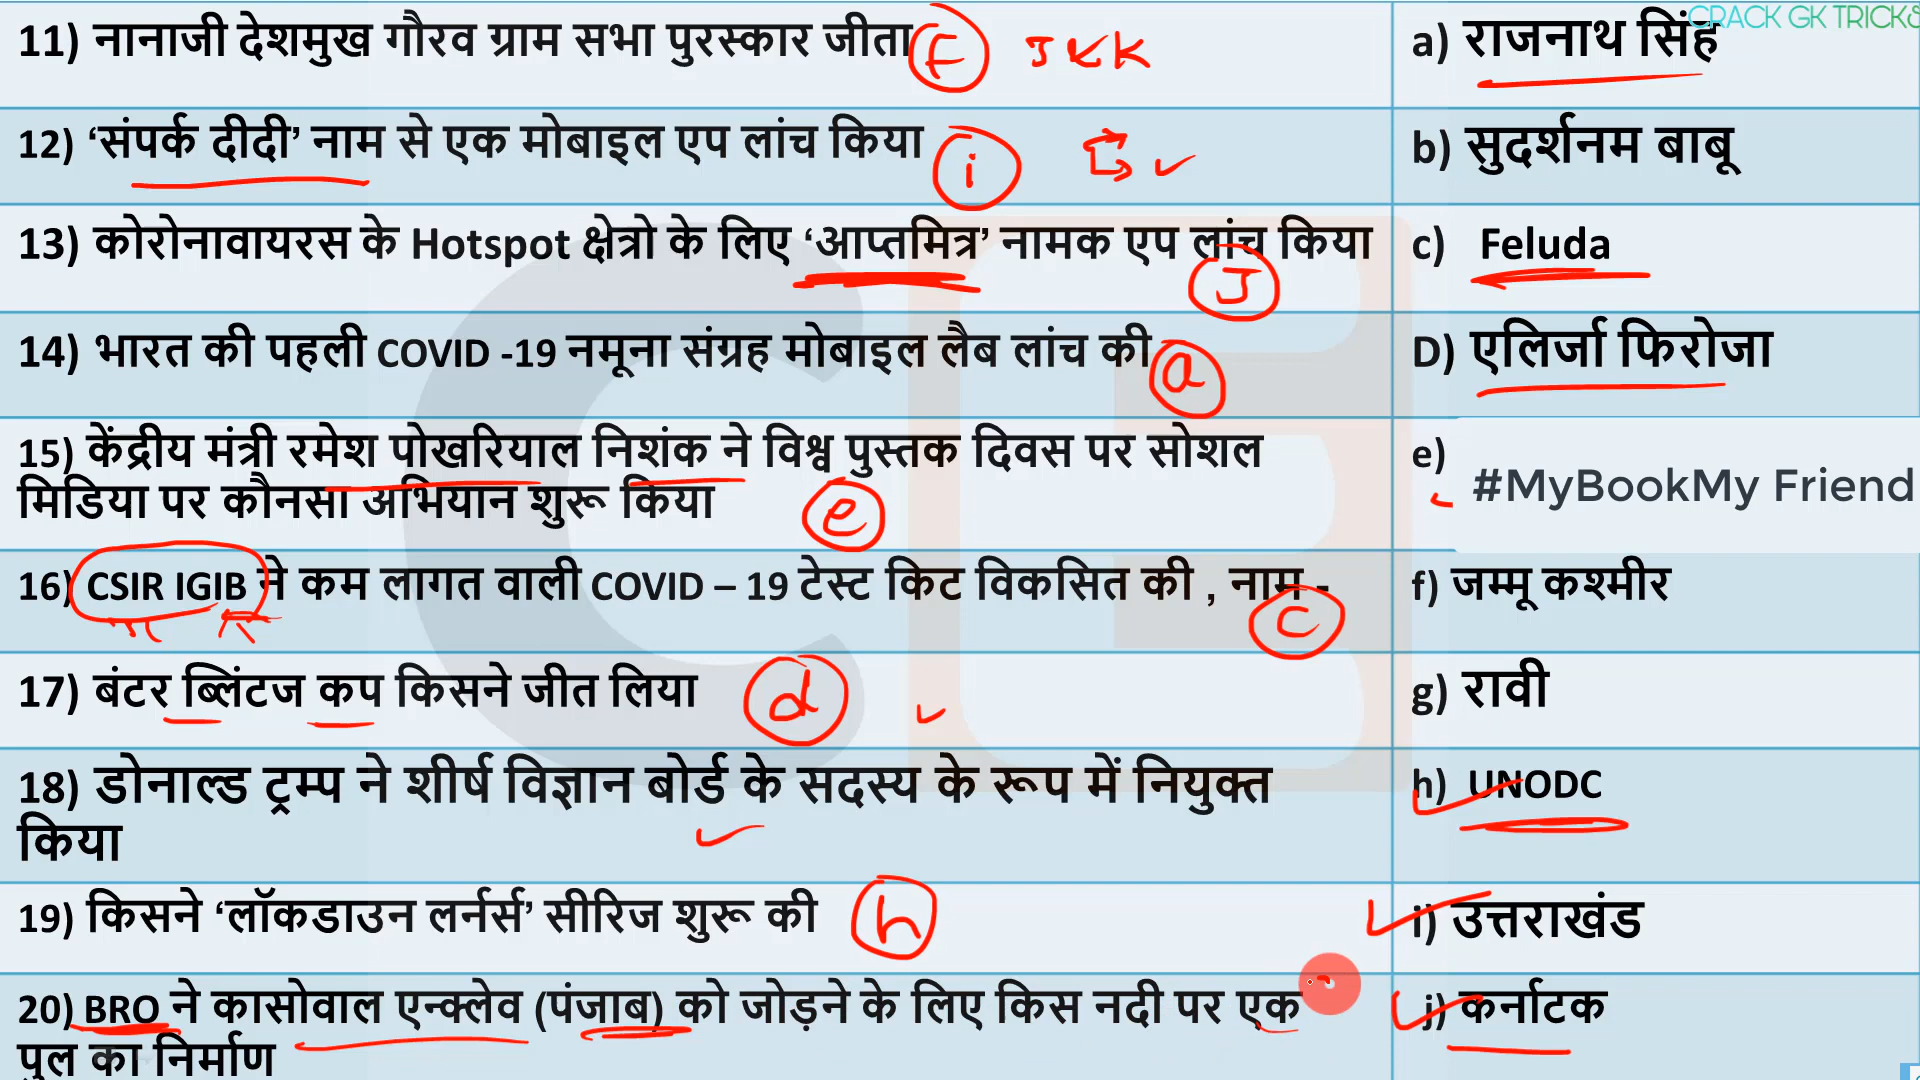 CRACK GK TRICKS
11) नानाजी देशमुख गौरव ग्राम सभा पुरस्कार जीता f J&K
a) राजनाथ सिंह
12) ‘संपर्क दीदी’ नाम से एक मोबाइल एप लांच किया i
b) सुदर्शनम बाबू
13) कोरोनावायरस के Hotspot क्षेत्रो के लिए ‘आप्तमित्र’ नामक एप लांच किया J
c) Feluda
14) भारत की पहली COVID -19 नमूना संग्रह मोबाइल लैब लांच की a
D) एलिर्जा फिरोजा
15) केंद्रीय मंत्री रमेश पोखरियाल निशंक ने विश्व पुस्तक दिवस पर सोशल
मिडिया पर कौनसा अभियान शुरू किया e
e)
#MyBookMy Friend
16) CSIR IGIB ने कम लागत वाली COVID – 19 टेस्ट किट विकसित की , नाम - c
f) जम्मू कश्मीर
17) बंटर ब्लिंटज कप किसने जीत लिया d
g) रावी
18) डोनाल्ड ट्रम्प ने शीर्ष विज्ञान बोर्ड के सदस्य के रूप में नियुक्त
किया
h) UNODC
19) किसने ‘लॉकडाउन लर्नर्स’ सीरिज शुरू की h
i) उत्तराखंड
20) BRO ने कासोवाल एन्क्लेव (पंजाब) को जोड़ने के लिए किस नदी पर एक
पुल का निर्माण
j) कर्नाटक